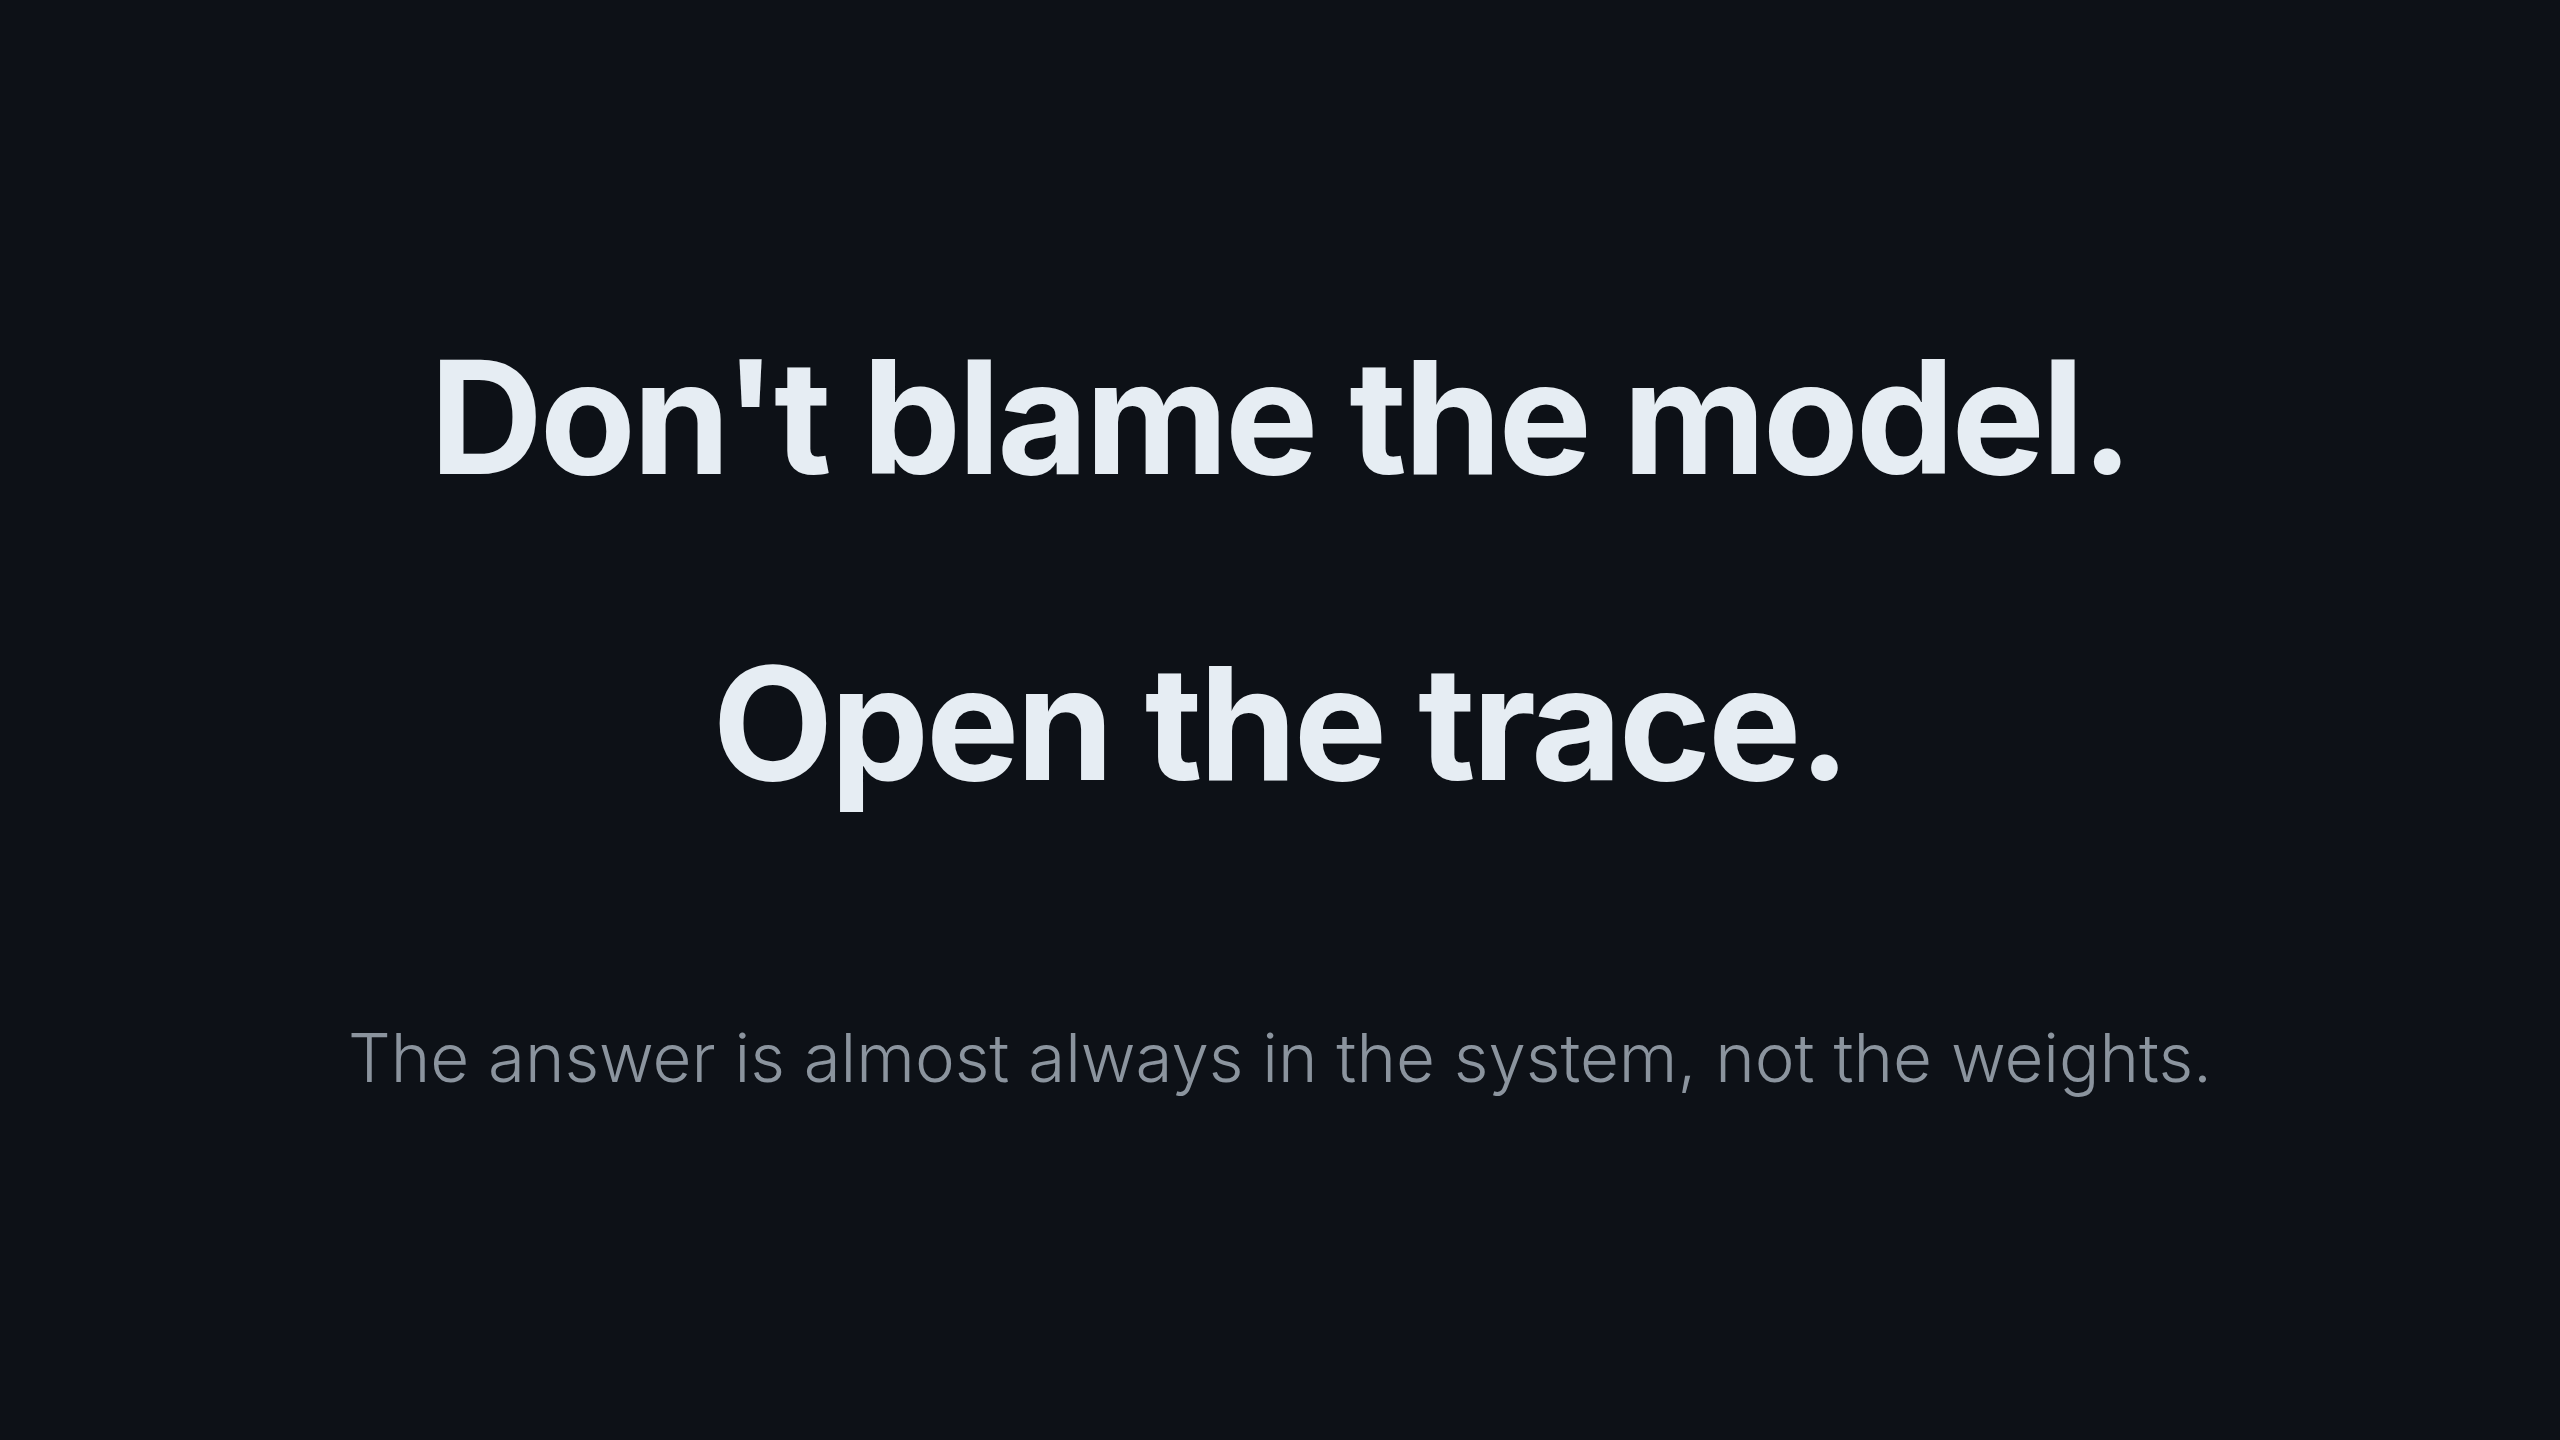 Don't blame the model.
Open the trace.
The answer is almost always in the system, not the weights.